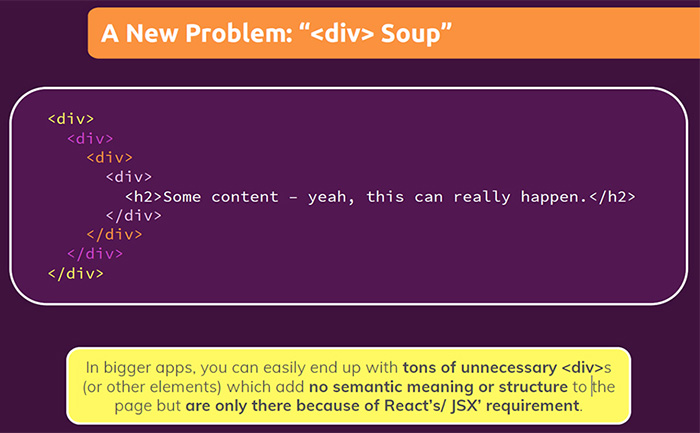 A New Problem: “<div> Soup”
<div>
<div>
<div>
<div>
<h2>Some content – yeah, this can really happen.</h2>
</div>
</div>
</div>
</div>
In bigger apps, you can easily end up with tons of unnecessary <div>s
(or other elements) which add no semantic meaning or structure to the
page but are only there because of React’s/ JSX’ requirement.